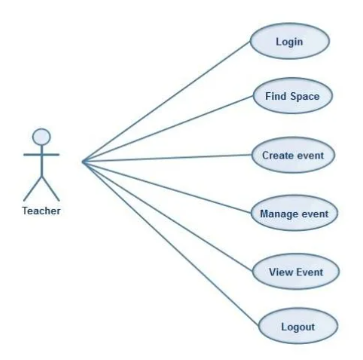 Login
Find Space
Create event
Teacher
Manage event
View Event
Logout